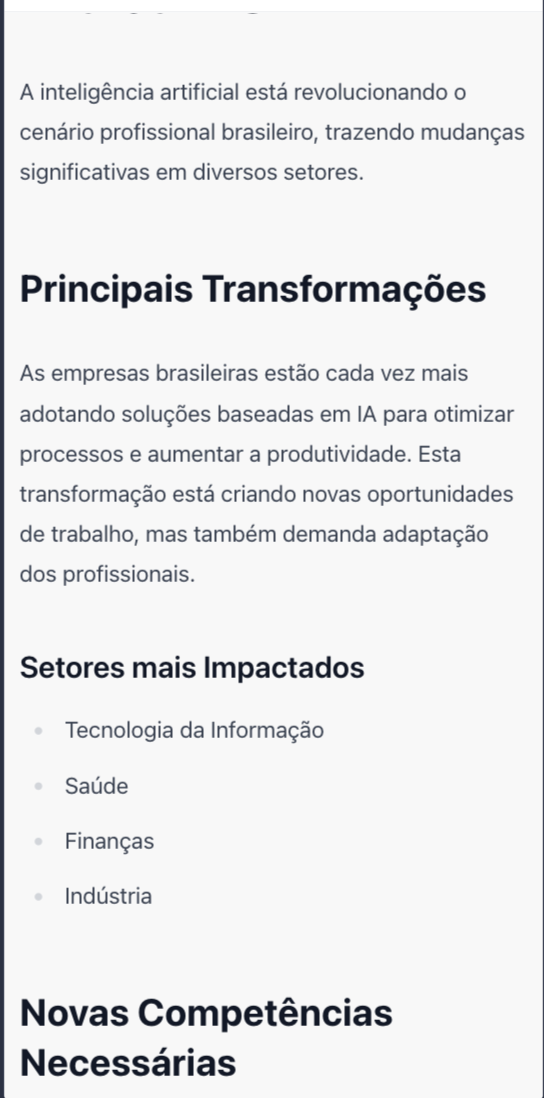 A inteligência artificial está revolucionando o
cenário profissional brasileiro, trazendo mudanças
significativas em diversos setores.
Principais Transformações
As empresas brasileiras estão cada vez mais
adotando soluções baseadas em IA para otimizar
processos e aumentar a produtividade. Esta
transformação está criando novas oportunidades
de trabalho, mas também demanda adaptação
dos profissionais.
Setores mais Impactados
Tecnologia da Informação
Saúde
Finanças
Indústria
Novas Competências
Necessárias